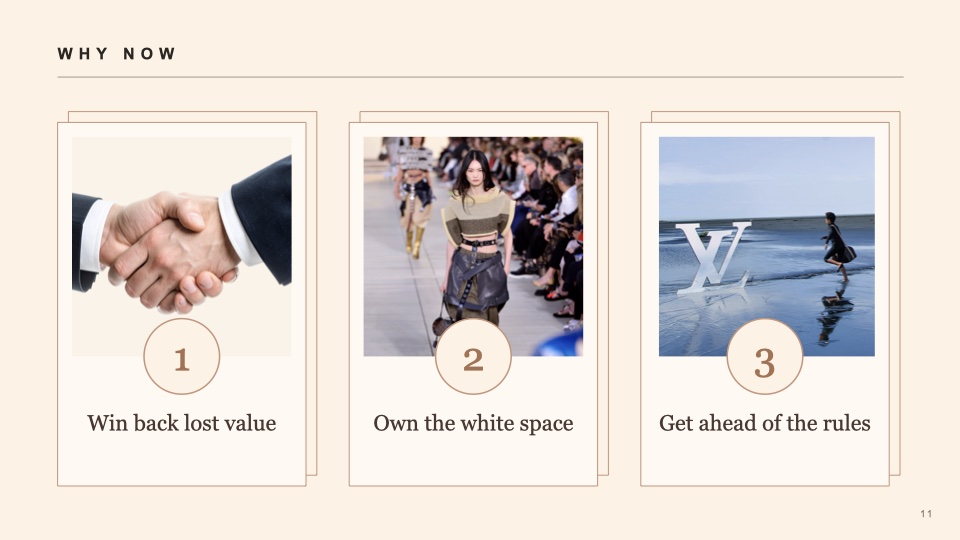 WHY NOW
1
Win back lost value
2
Own the white space
LV
3
Get ahead of the rules
11